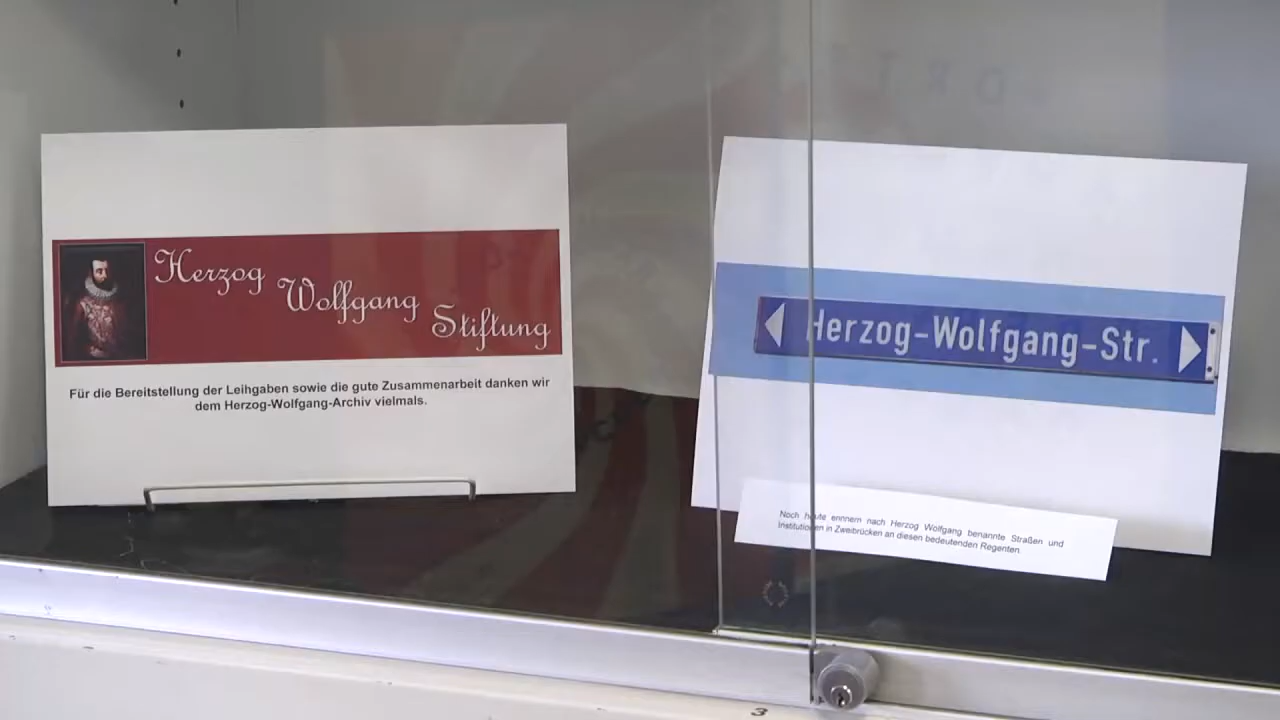 Herzog
Wolfgang
Stiftung
Für die Bereitstellung der Leihgaben sowie die gute Zusammenarbeit danken wir
dem Herzog-Wolfgang-Archiv vielmals.
Herzog-Wolfgang-Str.
Noch heute erinnern nach Herzog Wolfgang benannte Straßen und
Institutionen in Zweibrücken an diesen bedeutenden Regenten.
3